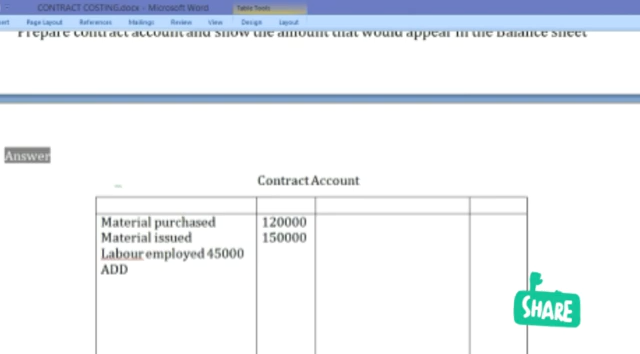 CONTRACT COSTING.docx - Microsoft Word
Table Tools
ert Page Layout References Mailings Review View Design Layout
Prepare contract account and show the amount that would appear in the Balance sheet
Answer
Contract Account
Material purchased 120000
Material issued 150000
Labour employed 45000
ADD
SHARE